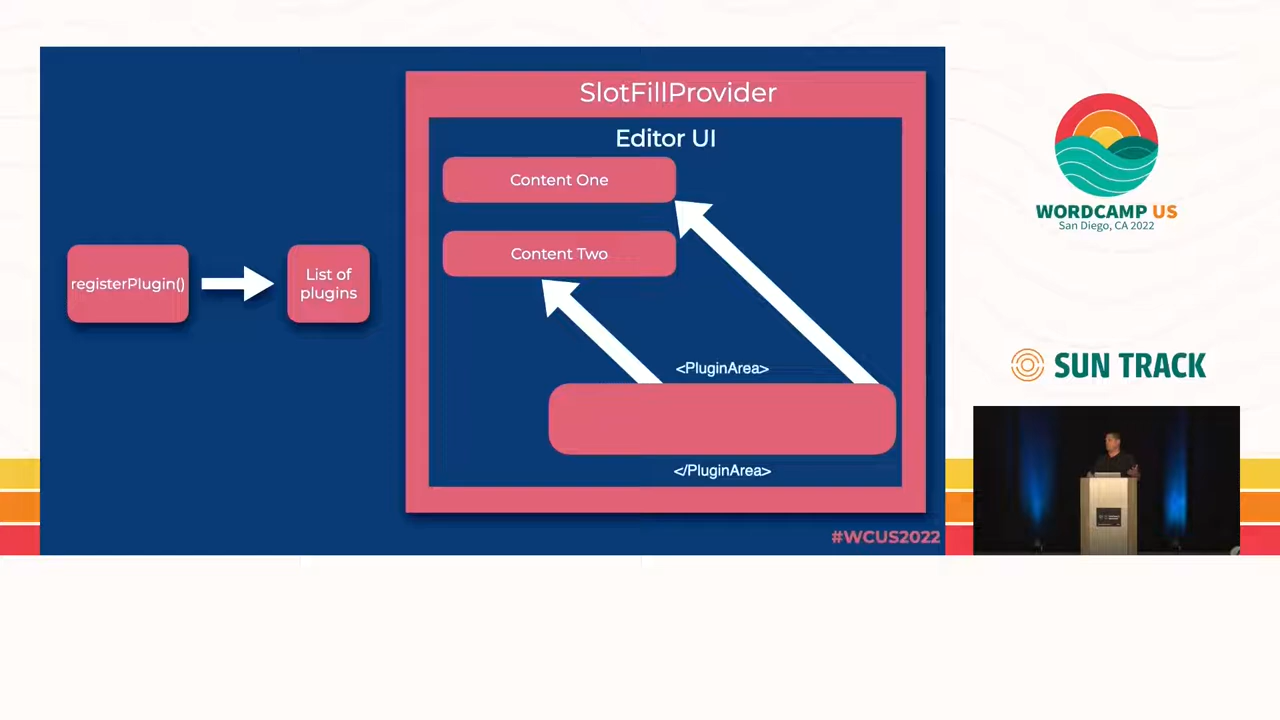 SlotFillProvider
Editor UI
Content One
Content Two
registerPlugin()
List of
plugins
<PluginArea>
</PluginArea>
#WCUS2022
WORDCAMP US
San Diego, CA 2022
SUN TRACK